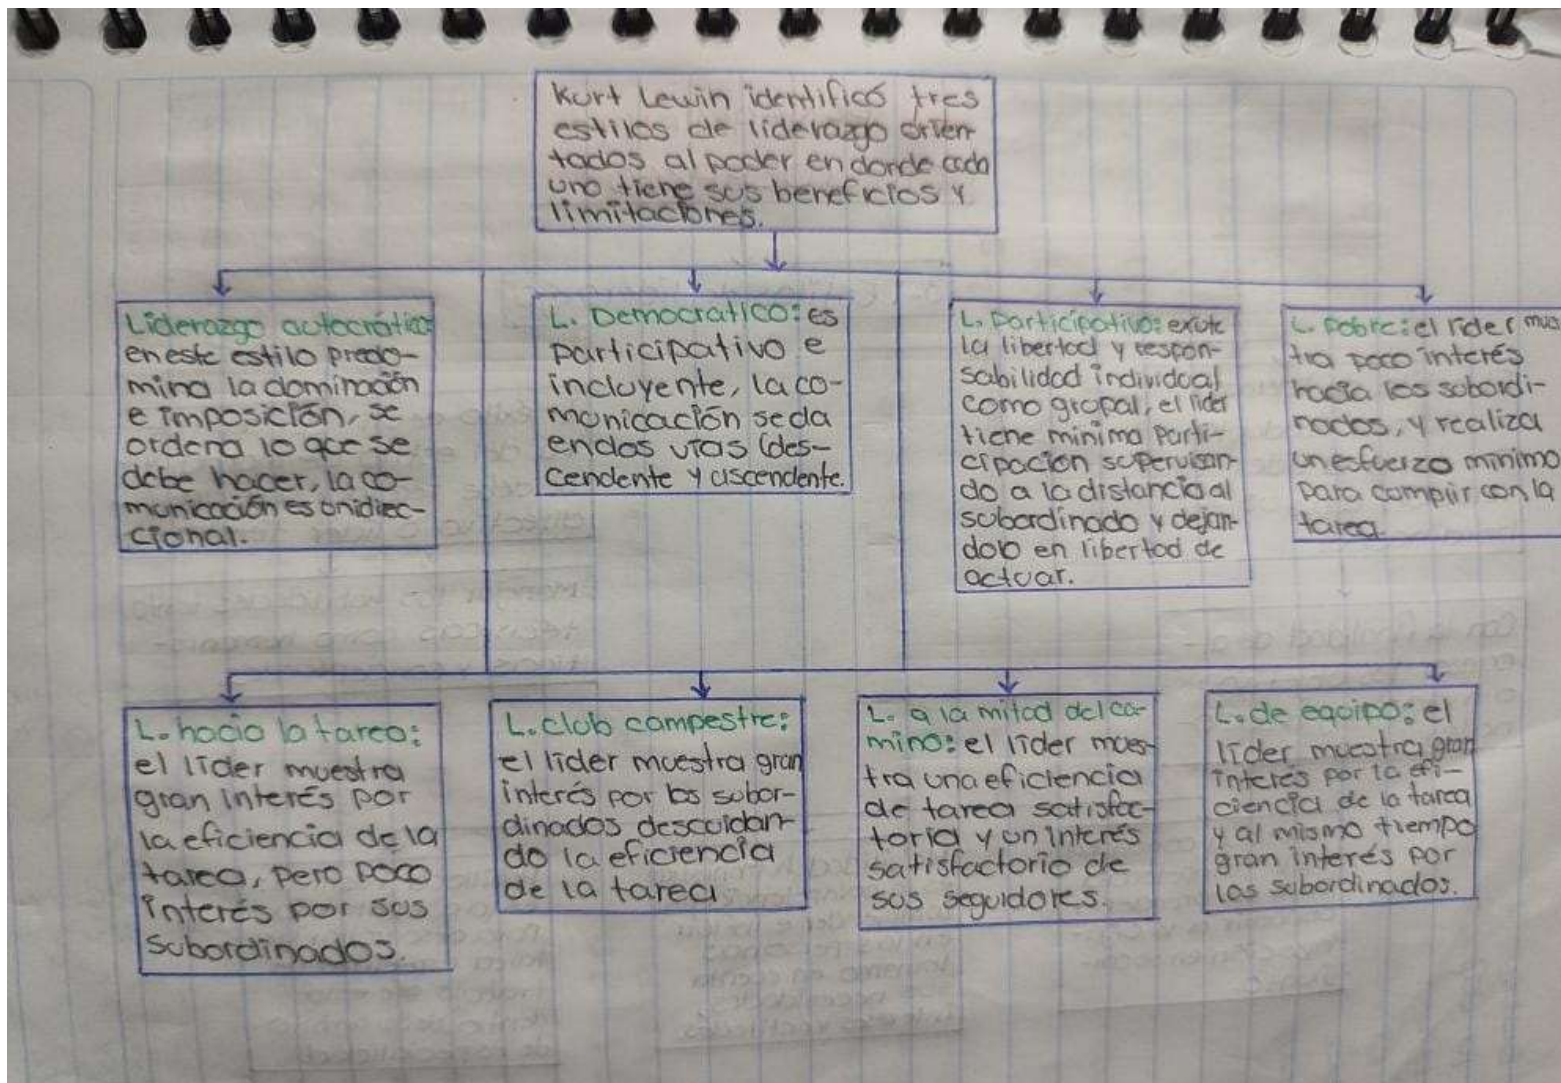 Kurt Lewin identificó tres
estilos de liderazgo orien-
tados al poder en donde cada
uno tiene sus beneficios y
limitaciones.
Liderazgo autocrático
en este estilo predo-
mina la dominación
e imposición, se
ordena lo que se
debe hacer, la co-
municación es unidirec-
cional.
L. Democratico: es
participativo e
incluyente, la co-
municación se da
en dos vías (des-
cendente y ascendente.
L. Participativo: existe
la libertad y respon-
sabilidad individual
como grupal, el líder
tiene minima parti-
cipación supervisan-
do a la distancia al
subordinado y dejan-
dolo en libertad de
actuar.
L. Pobre: el líder mues
tra poco interés
hacia los subordi-
nados, y realiza
un esfuerzo mínimo
para cumplir con la
tarea.
L. hacia la tarea:
el líder muestra
gran interés por
la eficiencia de la
tarea, pero poco
interés por sus
subordinados.
L. club campestre:
el líder muestra gran
interés por los subor-
dinados descuidan-
do la eficiencia
de la tarea
L. a la mitad del ca-
mino: el líder mues-
tra una eficiencia
de tarea satisfac-
toria y un interés
satisfactorio de
sus seguidores.
L. de equipo: el
líder muestra gran
interés por la efi-
ciencia de la tarea
y al mismo tiempo
gran interés por
los subordinados.